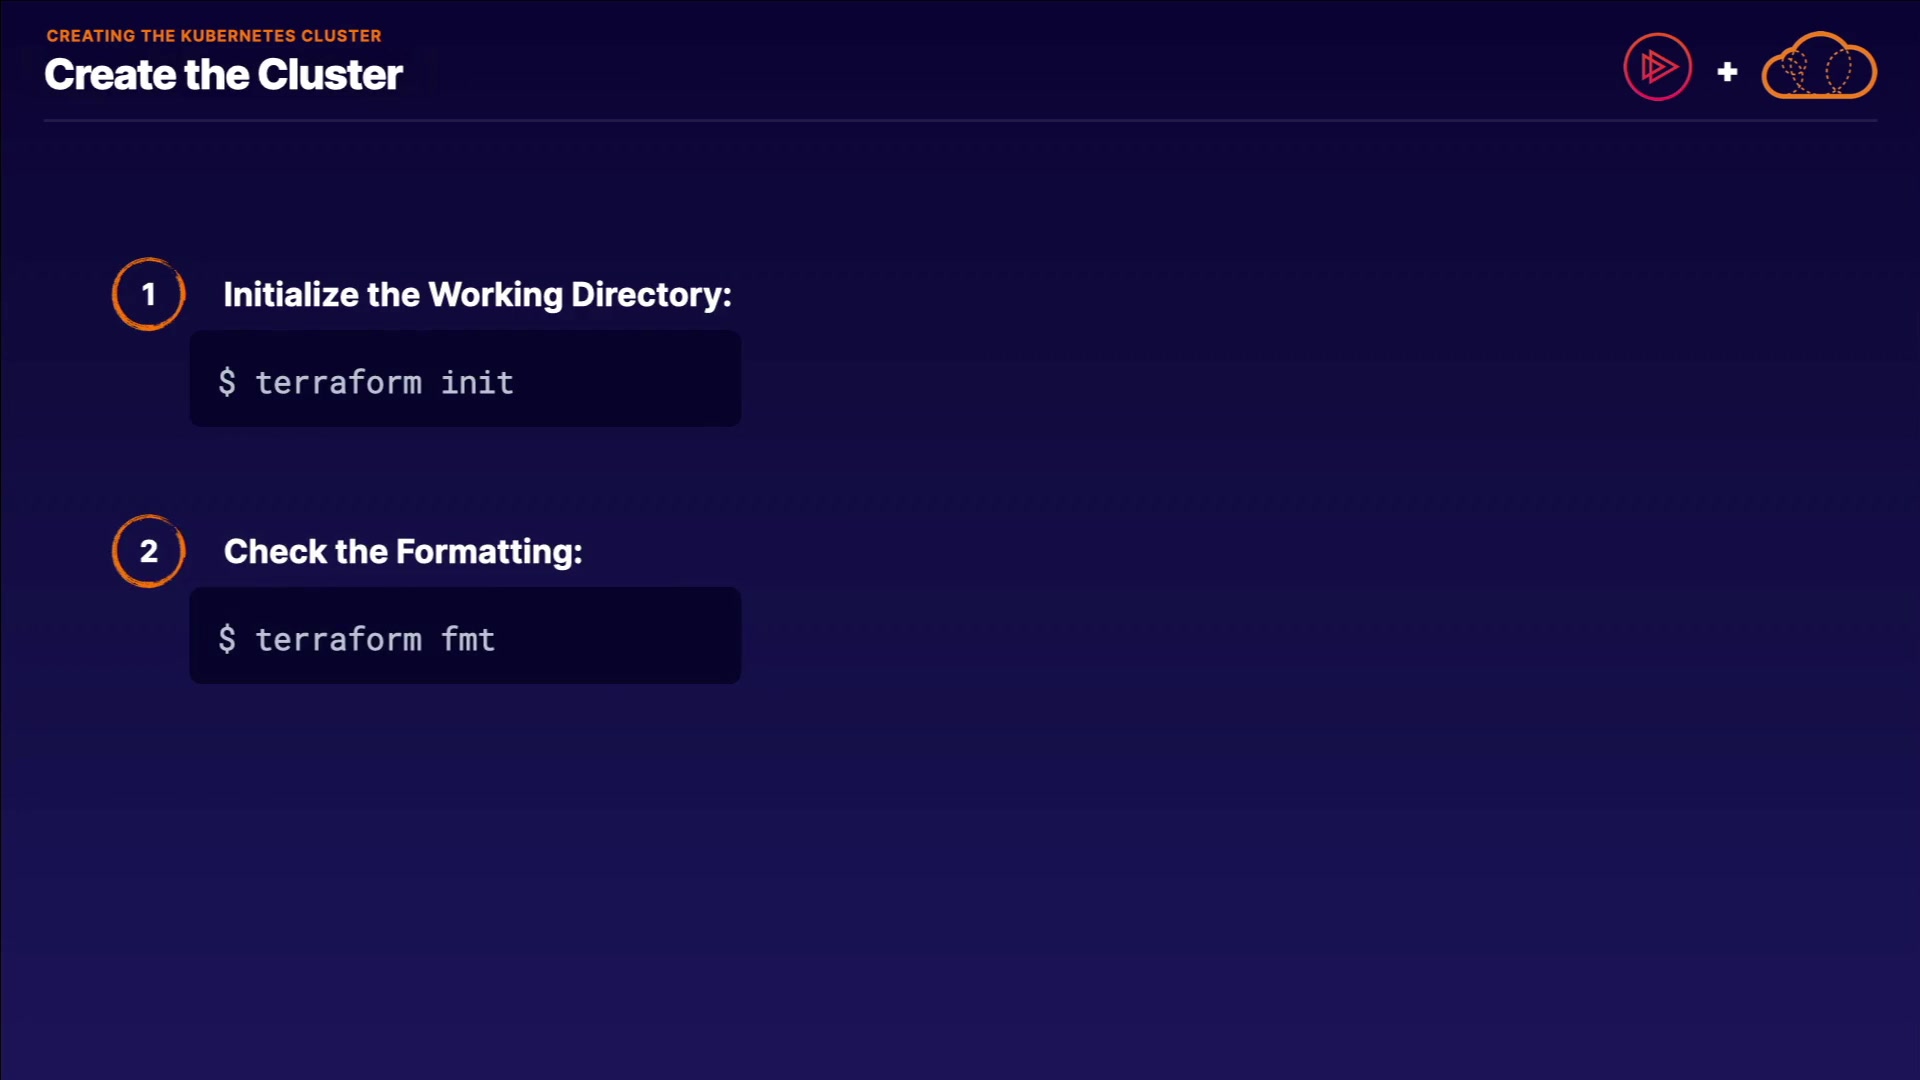 CREATING THE KUBERNETES CLUSTER
Create the Cluster
+
1 Initialize the Working Directory:
$ terraform init
2 Check the Formatting:
$ terraform fmt